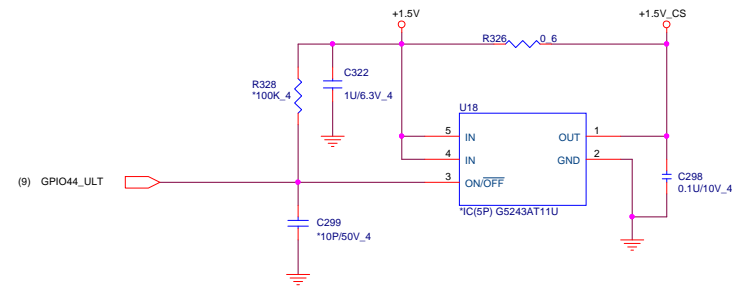 +1.5V
+1.5V_CS
R326
0_6
R328
*100K_4
C322
1U/6.3V_4
U18
5
IN
OUT
1
4
IN
GND
2
3
ON/OFF
*IC(5P) G5243AT11U
(9) GPIO44_ULT
C299
*10P/50V_4
C298
0.1U/10V_4